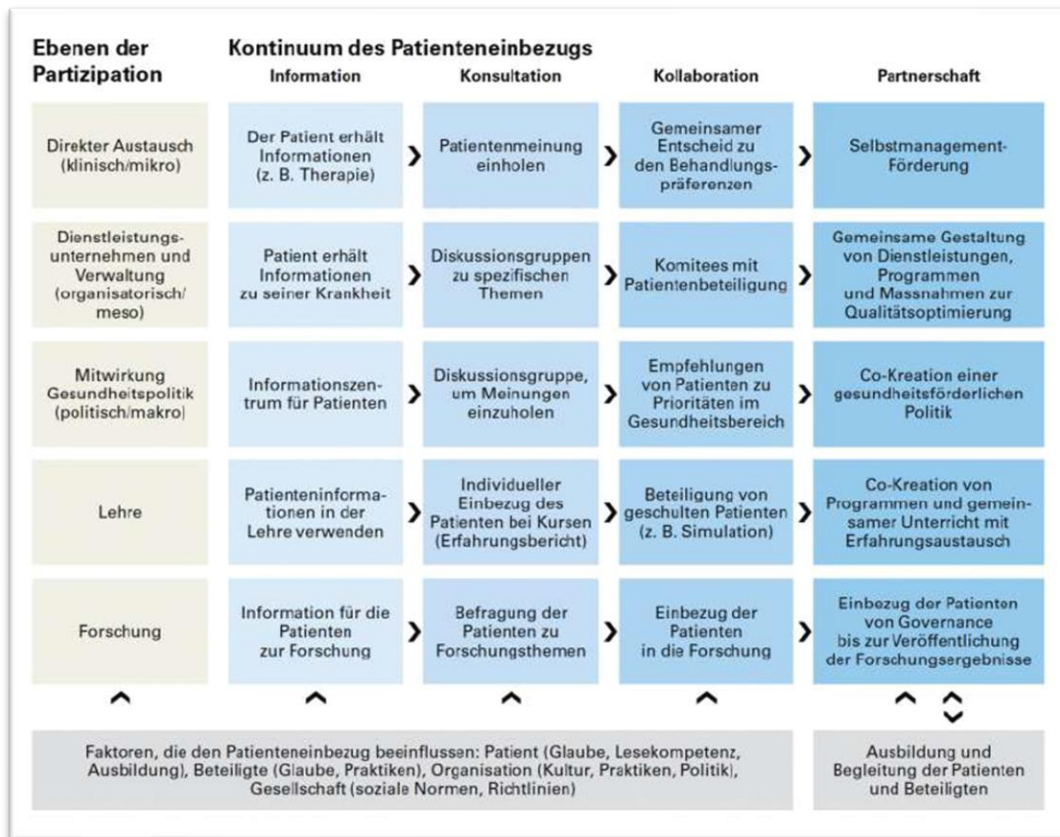 Ebenen der
Partizipation
Kontinuum des Patienteneinbezugs
Information
Konsultation
Kollaboration
Partnerschaft
Direkter Austausch
(klinisch/mikro)
Der Patient erhält
Informationen
(z. B. Therapie)
Patientenmeinung
einholen
Gemeinsamer
Entscheid zu
den Behandlungs-
präferenzen
Selbstmanagement-
Förderung
Dienstleistungs-
unternehmen und
Verwaltung
(organisatorisch/
meso)
Patient erhält
Informationen
zu seiner Krankheit
Diskussionsgruppen
zu spezifischen
Themen
Komitees mit
Patientenbeteiligung
Gemeinsame Gestaltung
von Dienstleistungen,
Programmen
und Massnahmen zur
Qualitätsoptimierung
Mitwirkung
Gesundheitspolitik
(politisch/makro)
Informationszen-
trum für Patienten
Diskussionsgruppe,
um Meinungen
einzuholen
Empfehlungen
von Patienten zu
Prioritäten im
Gesundheitsbereich
Co-Kreation einer
gesundheitsförderlichen
Politik
Lehre
Patienteninforma-
tionen in der
Lehre verwenden
Individueller
Einbezug des
Patienten bei Kursen
(Erfahrungsbericht)
Beteiligung von
geschulten Patienten
(z. B. Simulation)
Co-Kreation von
Programmen und gemein-
samer Unterricht mit
Erfahrungsaustausch
Forschung
Information für die
Patienten
zur Forschung
Befragung der
Patienten zu
Forschungsthemen
Einbezug der
Patienten
in die Forschung
Einbezug der Patienten
von Governance
bis zur Veröffentlichung
der Forschungsergebnisse
Faktoren, die den Patienteneinbezug beeinflussen: Patient (Glaube, Lesekompetenz,
Ausbildung), Beteiligte (Glaube, Praktiken), Organisation (Kultur, Praktiken, Politik),
Gesellschaft (soziale Normen, Richtlinien)
Ausbildung und
Begleitung der Patienten
und Beteiligten